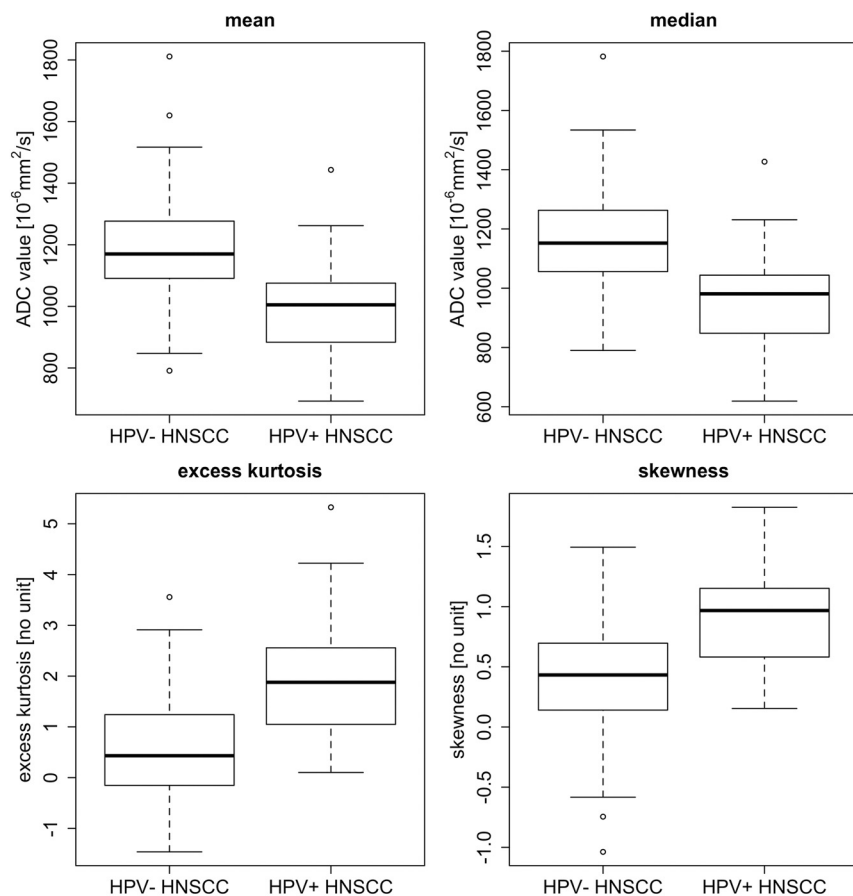 mean
ADC value [10⁻⁶mm²/s]
1800
1600
1400
1200
1000
800
HPV- HNSCC
HPV+ HNSCC
median
ADC value [10⁻⁶mm²/s]
1800
1600
1400
1200
1000
800
600
HPV- HNSCC
HPV+ HNSCC
excess kurtosis
excess kurtosis [no unit]
5
4
3
2
1
0
-1
HPV- HNSCC
HPV+ HNSCC
skewness
skewness [no unit]
1.5
1.0
0.5
0.0
-0.5
-1.0
HPV- HNSCC
HPV+ HNSCC